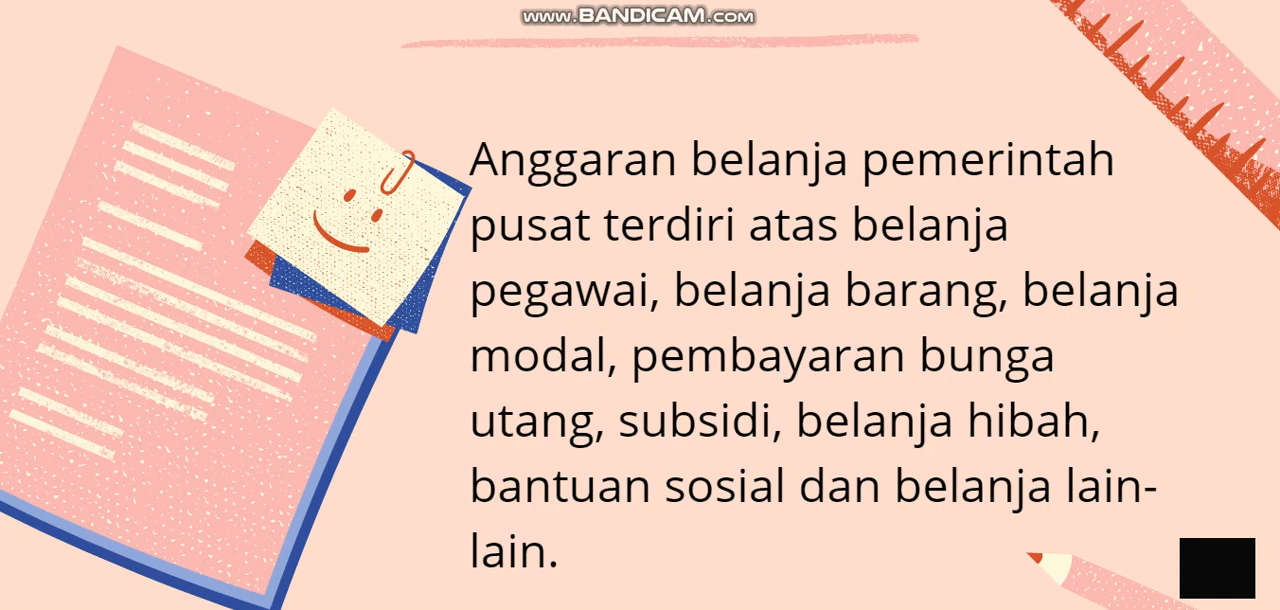 www.BANDICAM.com
Anggaran belanja pemerintah
pusat terdiri atas belanja
pegawai, belanja barang, belanja
modal, pembayaran bunga
utang, subsidi, belanja hibah,
bantuan sosial dan belanja lain-
lain.